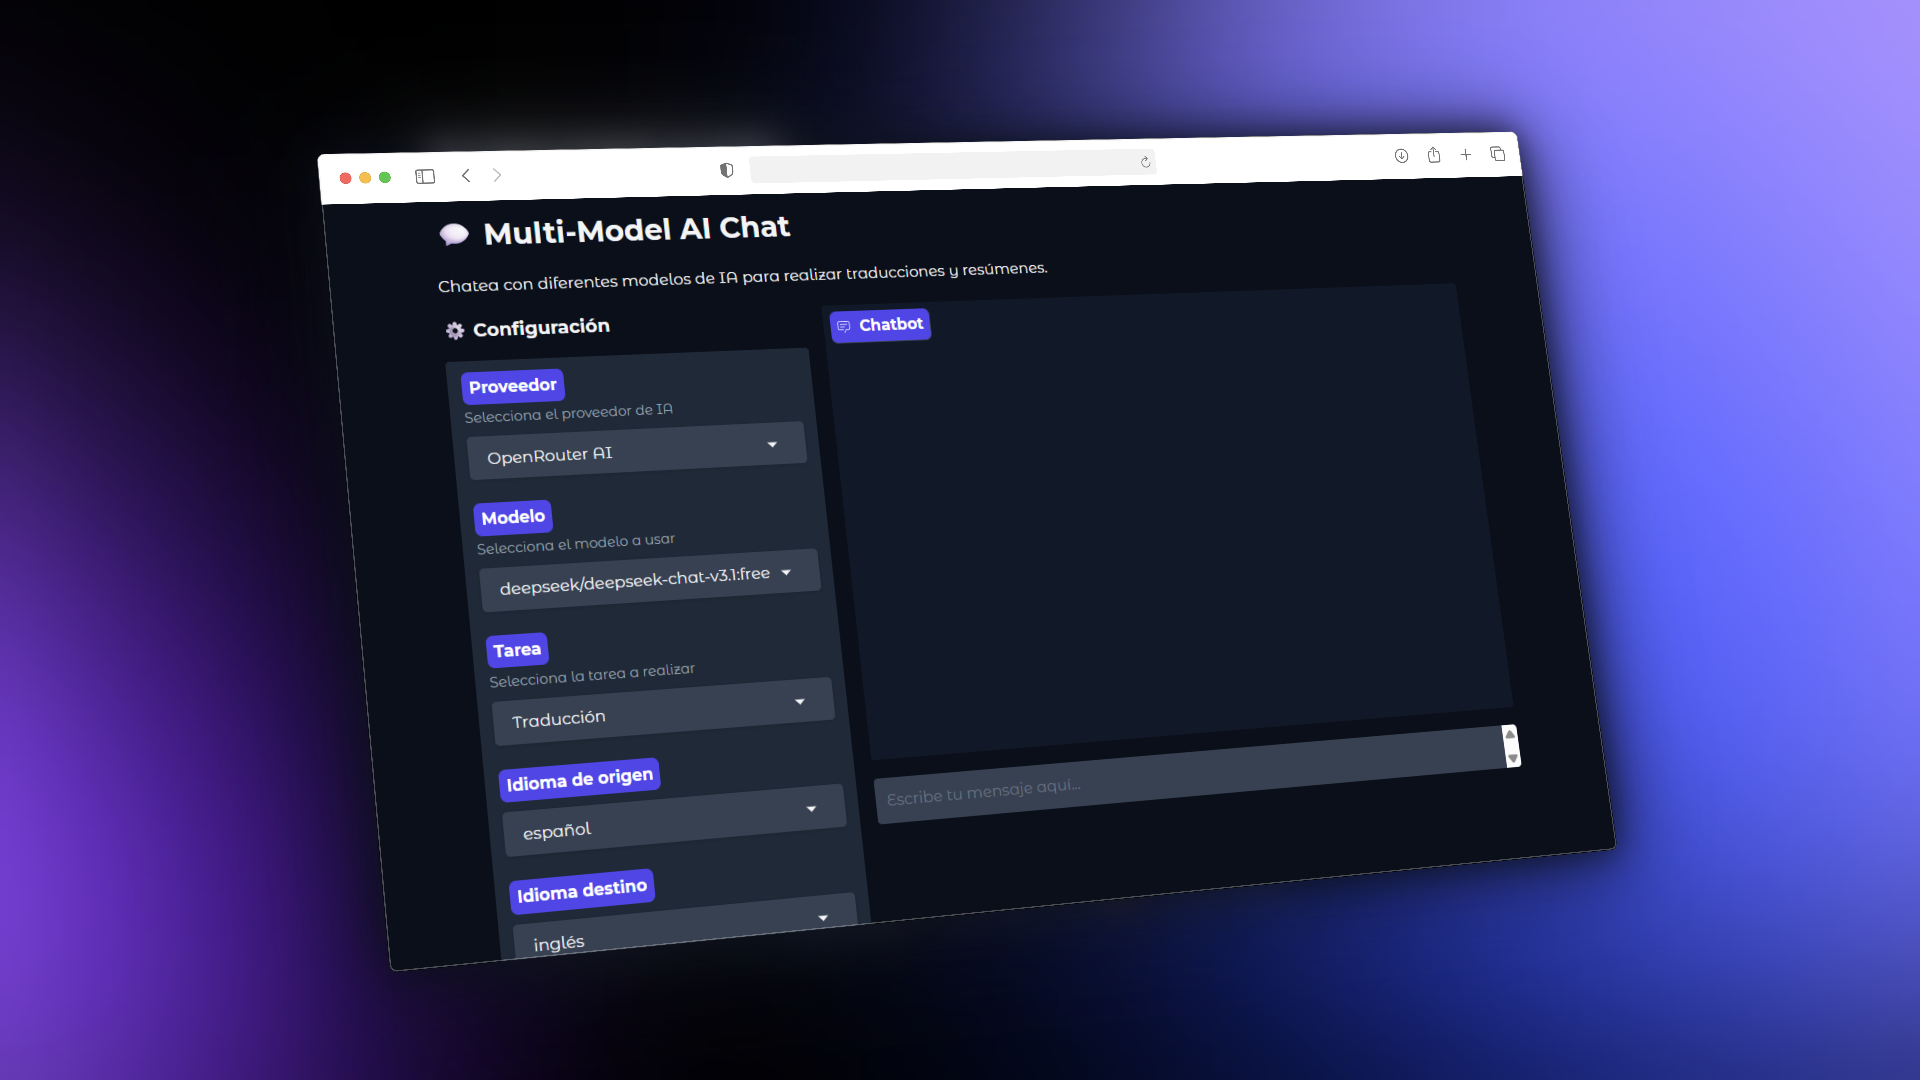 Multi-Model AI Chat
Chatea con diferentes modelos de IA para realizar traducciones y resúmenes.
Configuración
Proveedor
Selecciona el proveedor de IA
OpenRouter AI
Modelo
Selecciona el modelo a usar
deepseek/deepseek-chat-v3.1:free
Tarea
Selecciona la tarea a realizar
Traducción
Idioma de origen
español
Idioma destino
inglés
Chatbot
Escribe tu mensaje aquí...